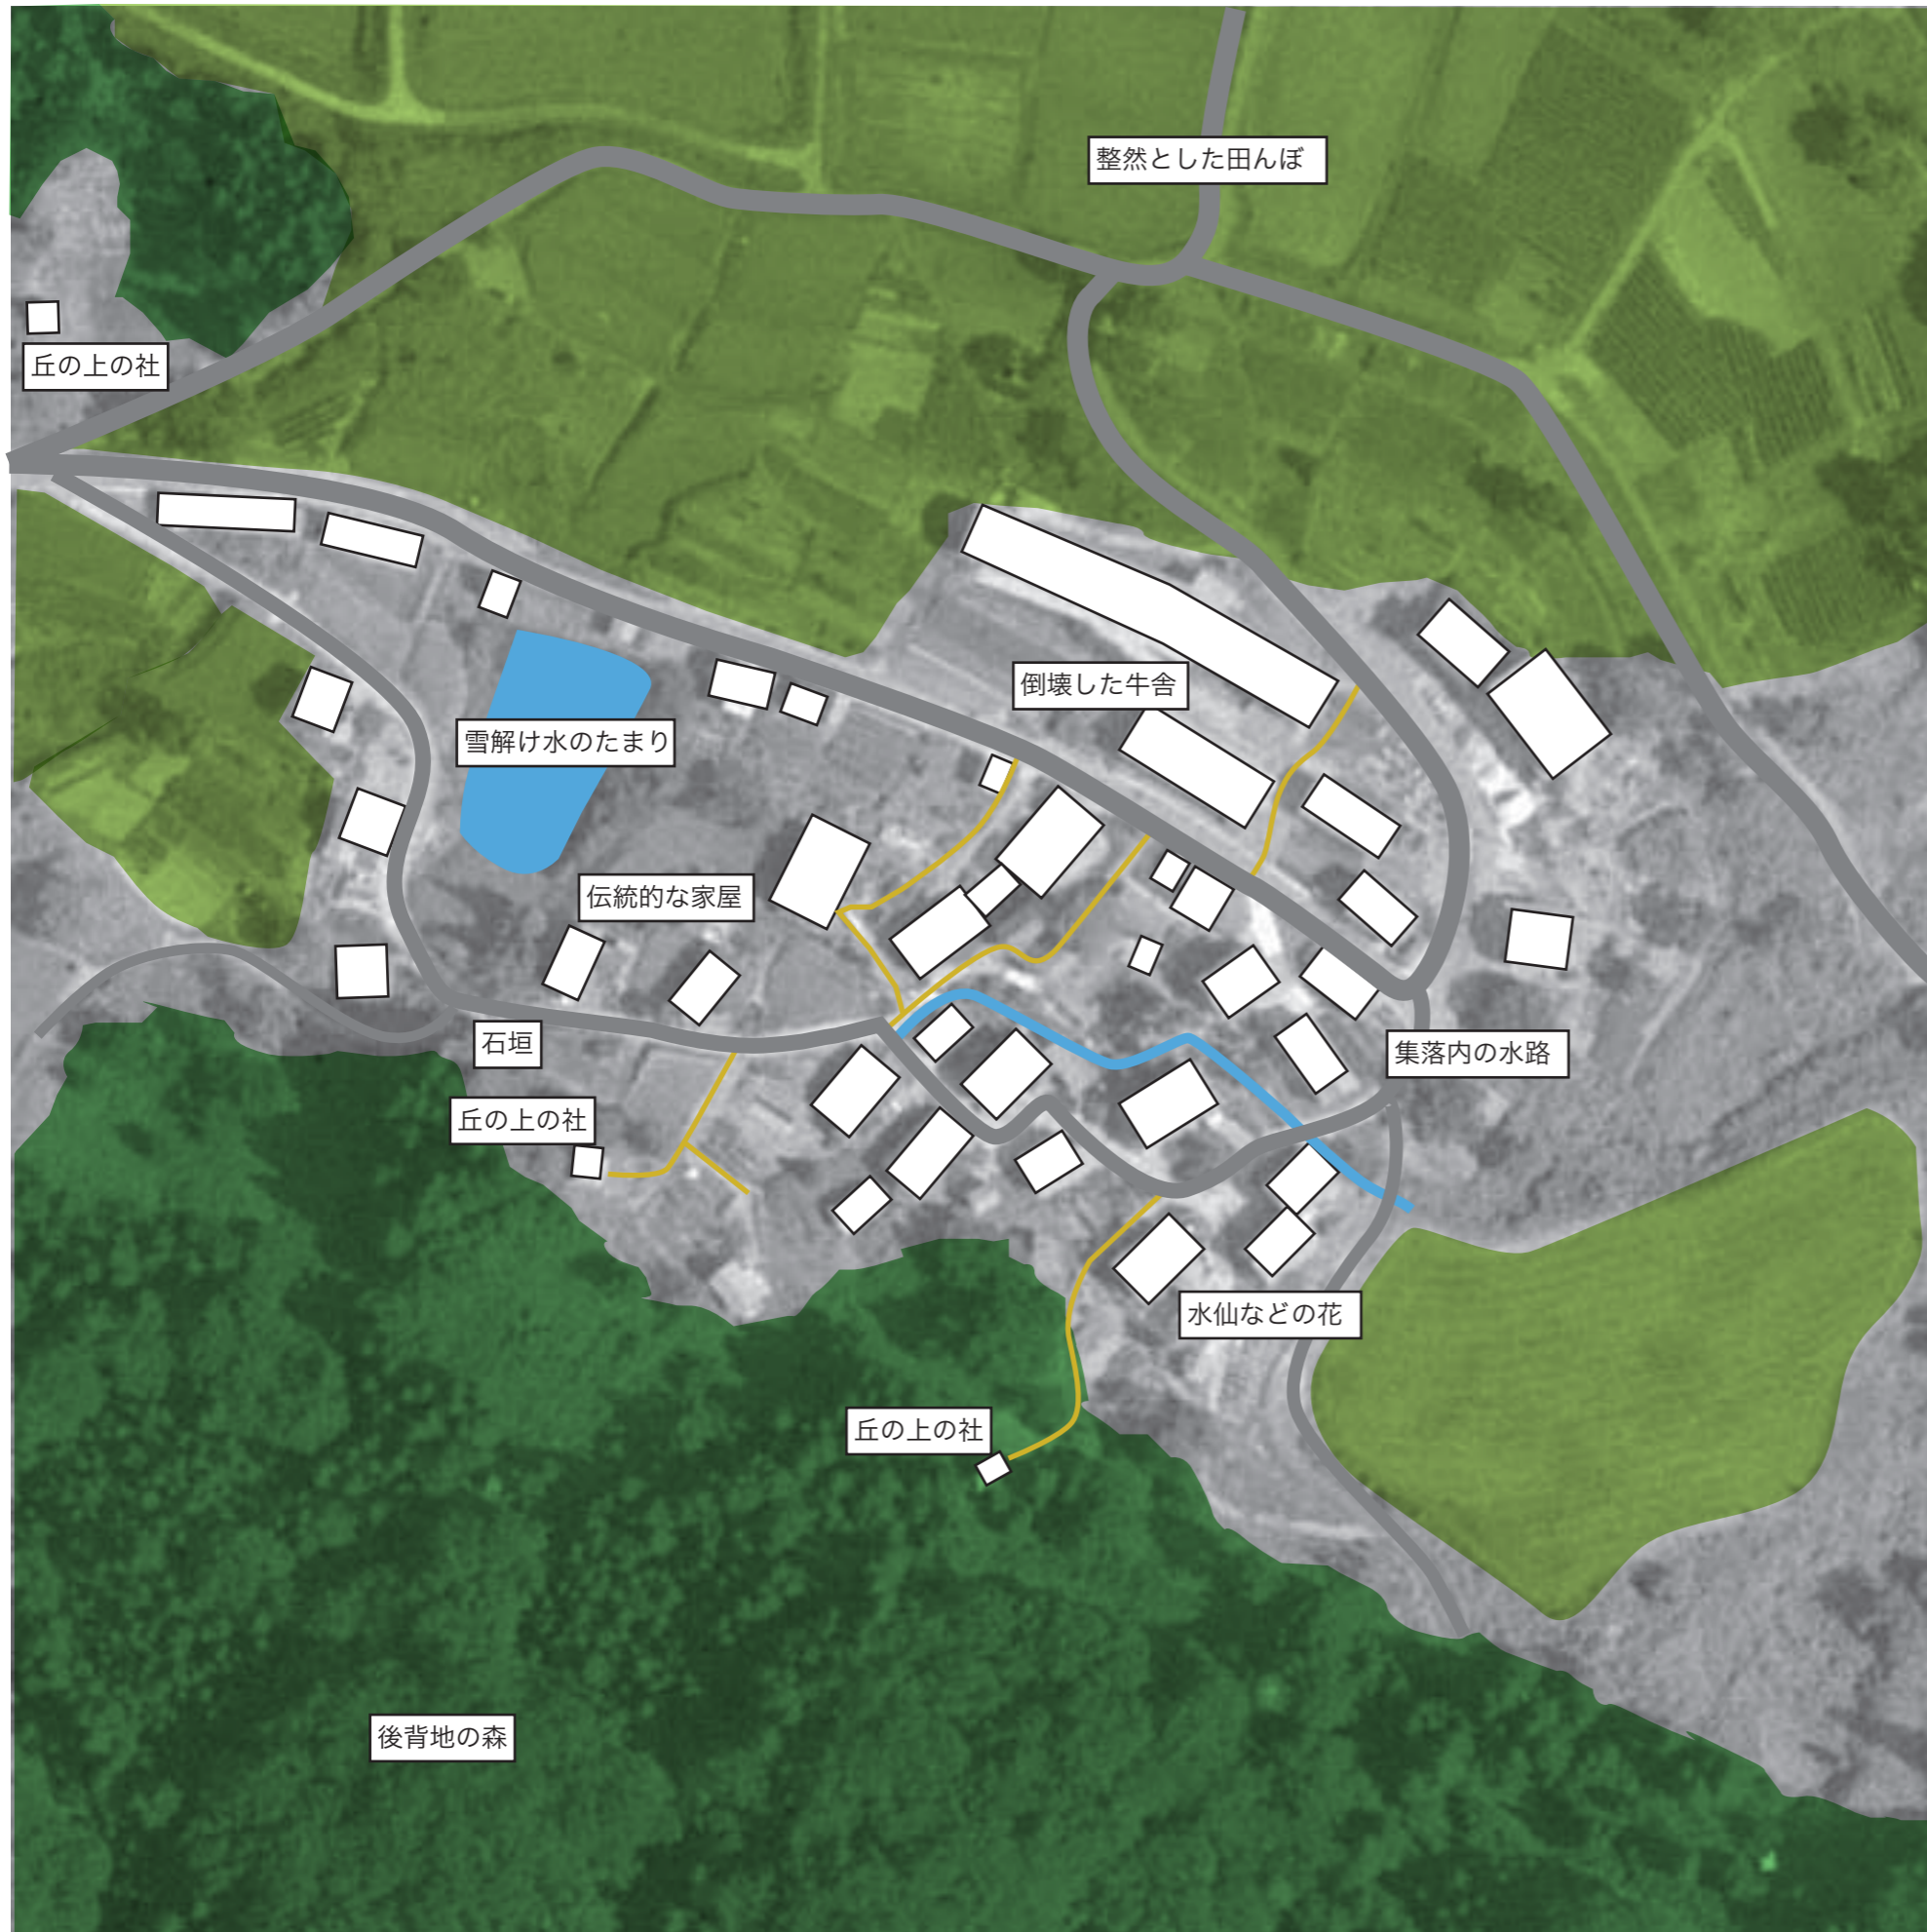 整然とした田んぼ
丘の上の社
倒壊した牛舎
雪解け水のたまり
伝統的な家屋
石垣
集落内の水路
丘の上の社
水仙などの花
丘の上の社
後背地の森